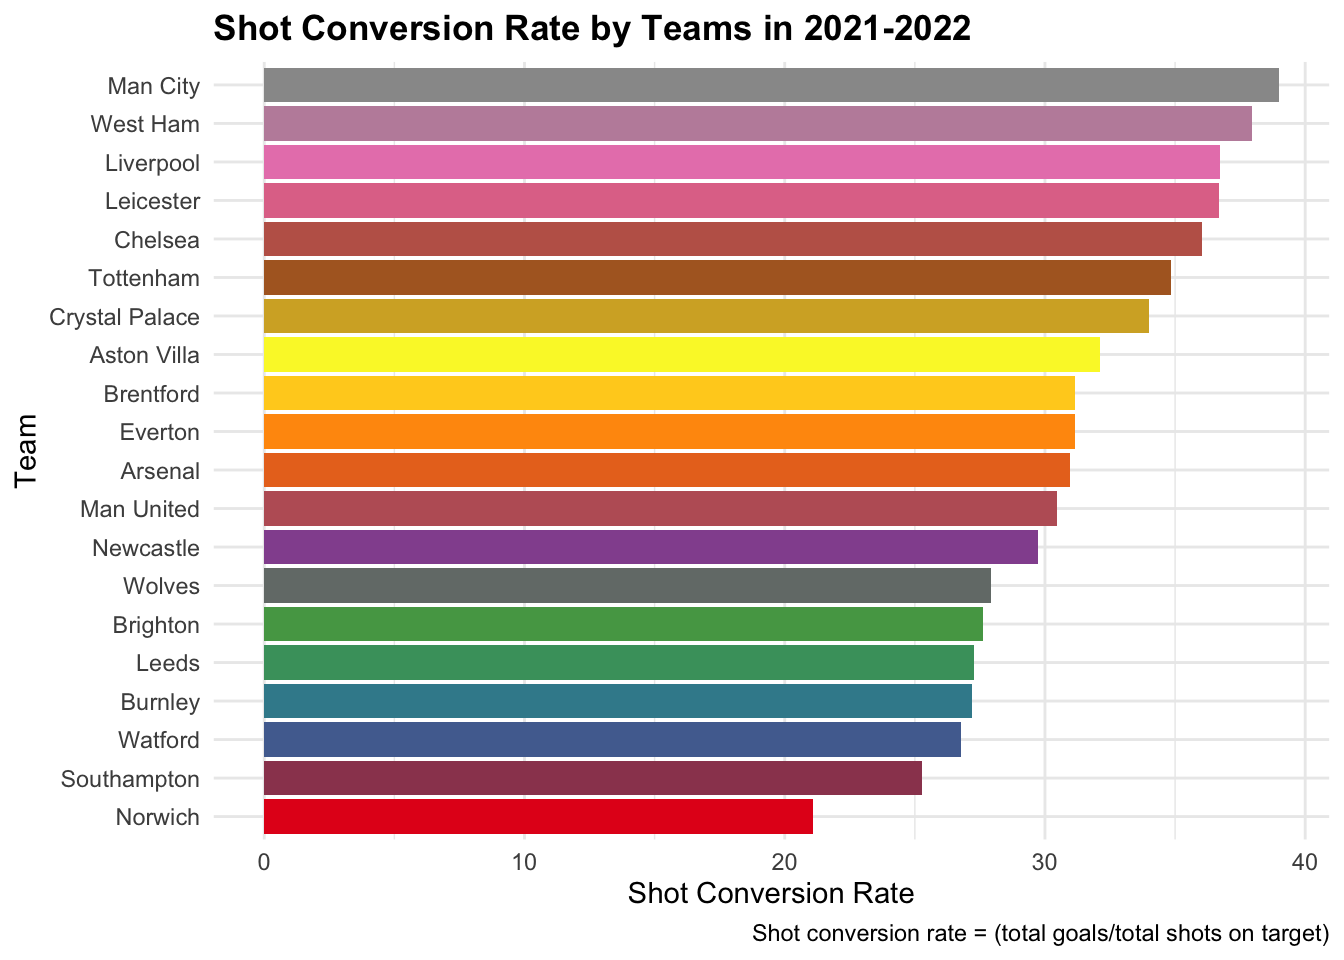 Shot Conversion Rate by Teams in 2021-2022
Man City
West Ham
Liverpool
Leicester
Chelsea
Tottenham
Crystal Palace
Aston Villa
Brentford
Everton
Arsenal
Man United
Newcastle
Wolves
Brighton
Leeds
Burnley
Watford
Southampton
Norwich
Team
0 10 20 30 40
Shot Conversion Rate
Shot conversion rate = (total goals/total shots on target)